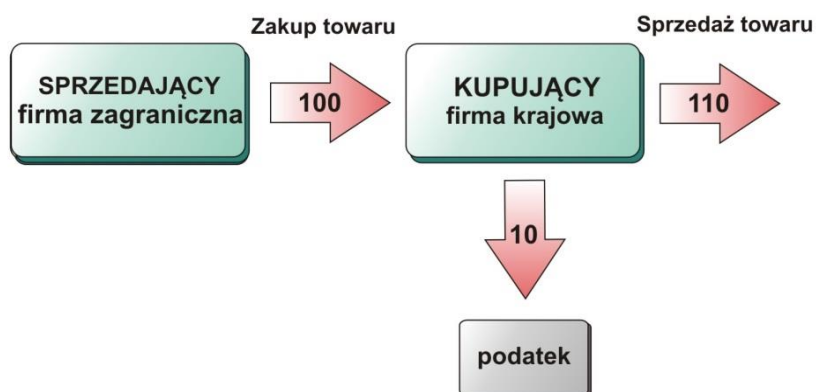 Zakup towaru
Sprzedaż towaru
SPRZEDAJĄCY
firma zagraniczna
100
KUPUJĄCY
firma krajowa
110
10
podatek